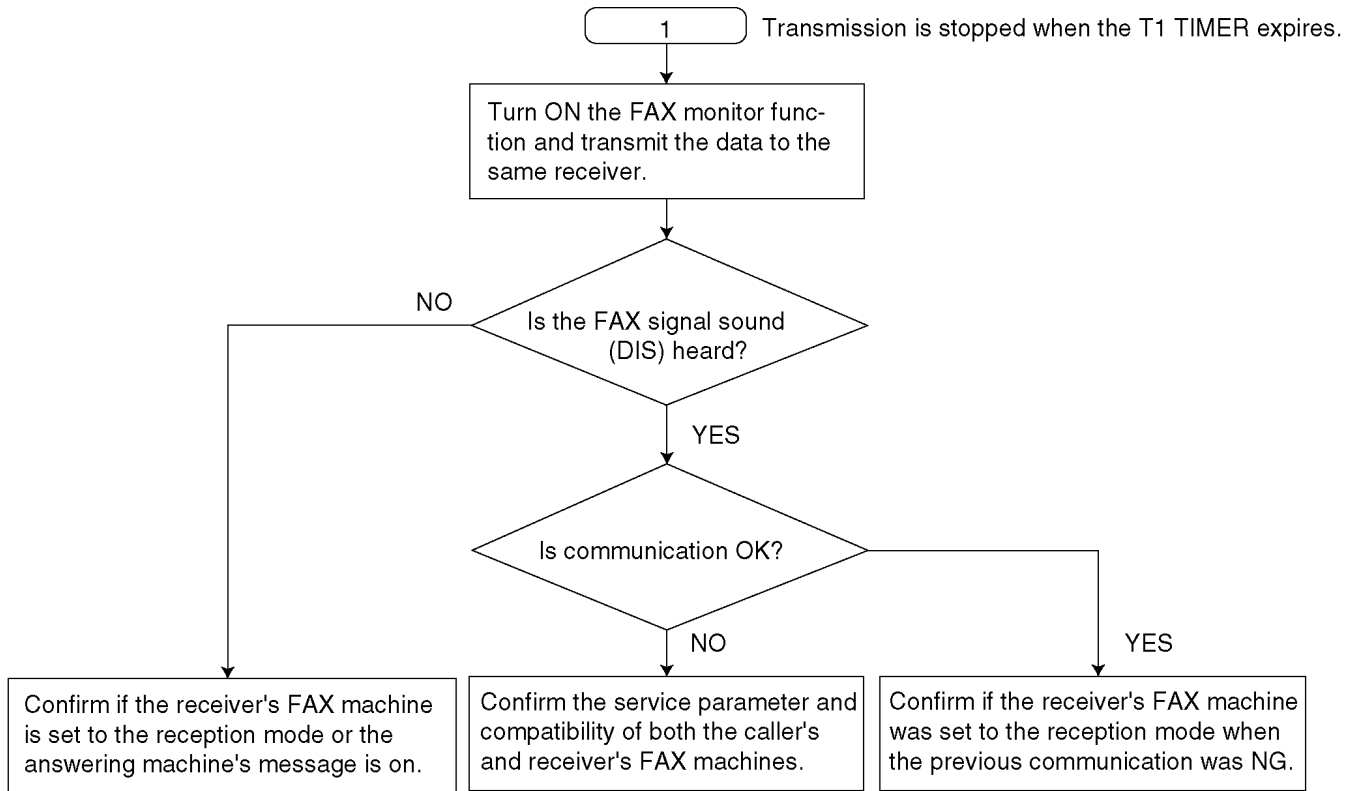 1
Transmission is stopped when the T1 TIMER expires.
Turn ON the FAX monitor func-
tion and transmit the data to the
same receiver.
NO
Is the FAX signal sound
(DIS) heard?
YES
Is communication OK?
NO
YES
Confirm if the receiver's FAX machine
is set to the reception mode or the
answering machine's message is on.
Confirm the service parameter and
compatibility of both the caller's
and receiver's FAX machines.
Confirm if the receiver's FAX machine
was set to the reception mode when
the previous communication was NG.